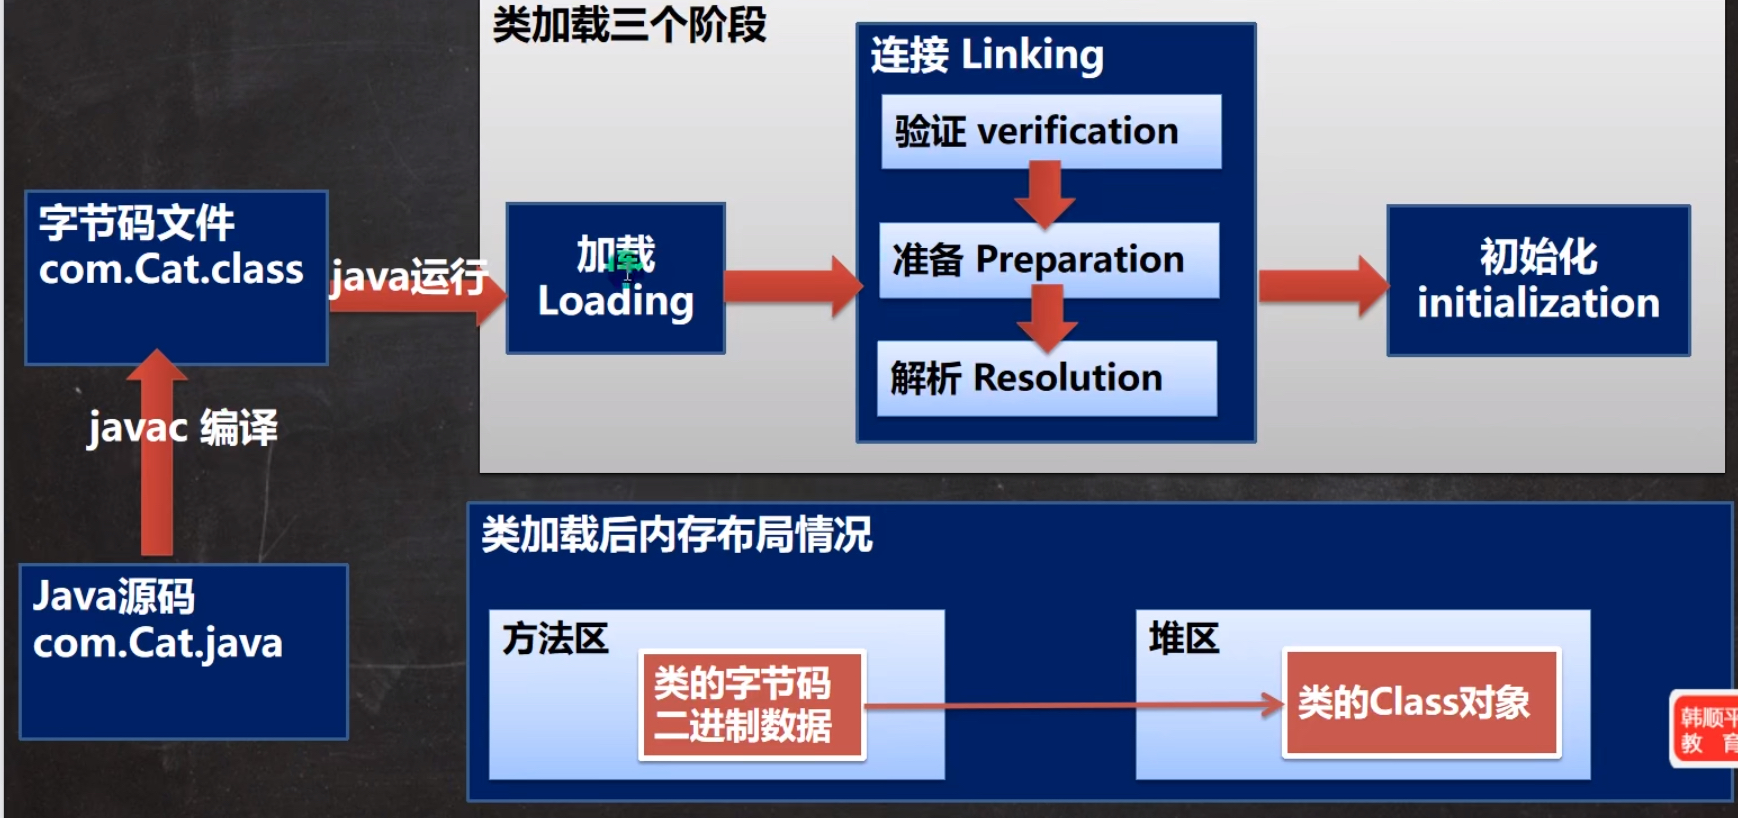 类加载三个阶段
连接 Linking
验证 verification
字节码文件
com.Cat.class
java运行
加载
Loading
准备 Preparation
初始化
initialization
解析 Resolution
javac 编译
类加载后内存布局情况
Java源码
com.Cat.java
方法区
类的字节码
二进制数据
堆区
类的Class对象
韩顺平
教 育